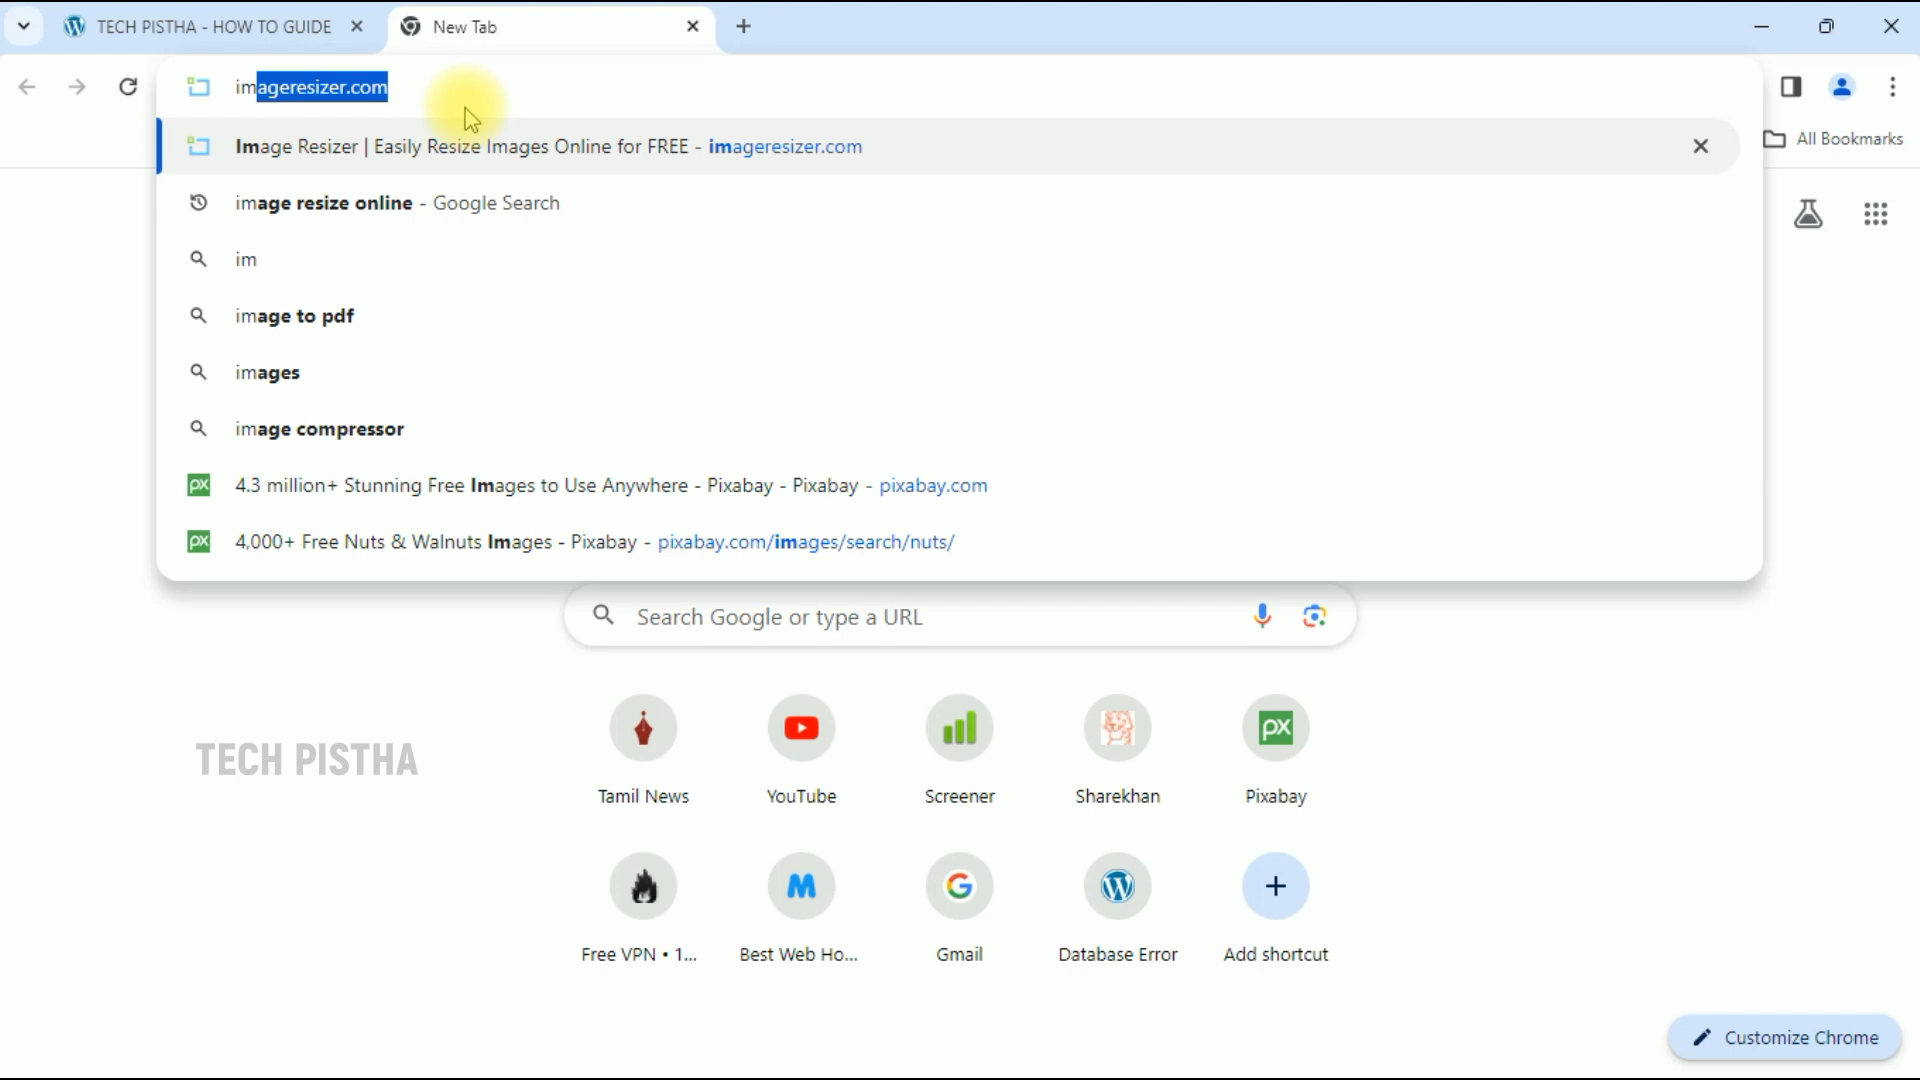 TECH PISTHA - HOW TO GUIDE
New Tab
imageresizer.com
Image Resizer | Easily Resize Images Online for FREE - imageresizer.com
All Bookmarks
image resize online - Google Search
im
image to pdf
images
image compressor
px 4.3 million+ Stunning Free Images to Use Anywhere - Pixabay - Pixabay - pixabay.com
px 4,000+ Free Nuts & Walnuts Images - Pixabay - pixabay.com/images/search/nuts/
Search Google or type a URL
px
TECH PISTHA
Tamil News
YouTube
Screener
Sharekhan
Pixabay
Free VPN • 1...
Best Web Ho...
Gmail
Database Error
Add shortcut
Customize Chrome